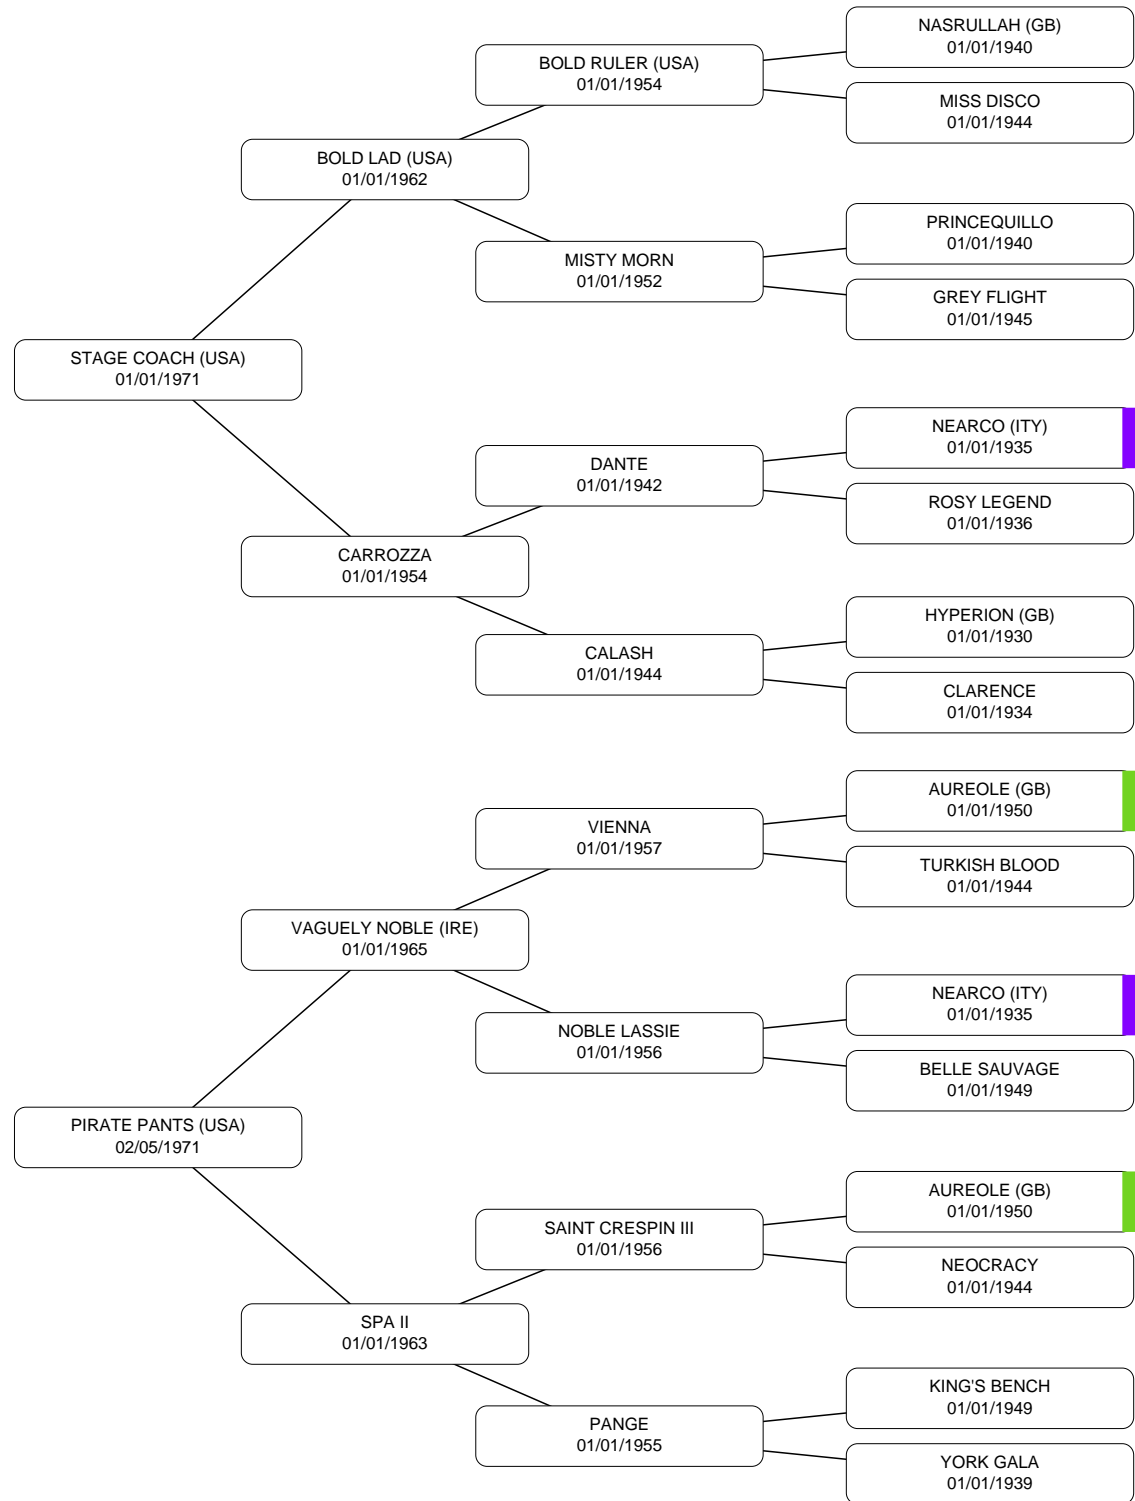 NASRULLAH (GB)
01/01/1940
BOLD RULER (USA)
01/01/1954
MISS DISCO
01/01/1944
BOLD LAD (USA)
01/01/1962
PRINCEQUILLO
01/01/1940
MISTY MORN
01/01/1952
GREY FLIGHT
01/01/1945
STAGE COACH (USA)
01/01/1971
NEARCO (ITY)
01/01/1935
DANTE
01/01/1942
ROSY LEGEND
01/01/1936
CARROZZA
01/01/1954
HYPERION (GB)
01/01/1930
CALASH
01/01/1944
CLARENCE
01/01/1934
AUREOLE (GB)
01/01/1950
VIENNA
01/01/1957
TURKISH BLOOD
01/01/1944
VAGUELY NOBLE (IRE)
01/01/1965
NEARCO (ITY)
01/01/1935
NOBLE LASSIE
01/01/1956
BELLE SAUVAGE
01/01/1949
PIRATE PANTS (USA)
02/05/1971
AUREOLE (GB)
01/01/1950
SAINT CRESPIN III
01/01/1956
NEOCRACY
01/01/1944
SPA II
01/01/1963
KING'S BENCH
01/01/1949
PANGE
01/01/1955
YORK GALA
01/01/1939